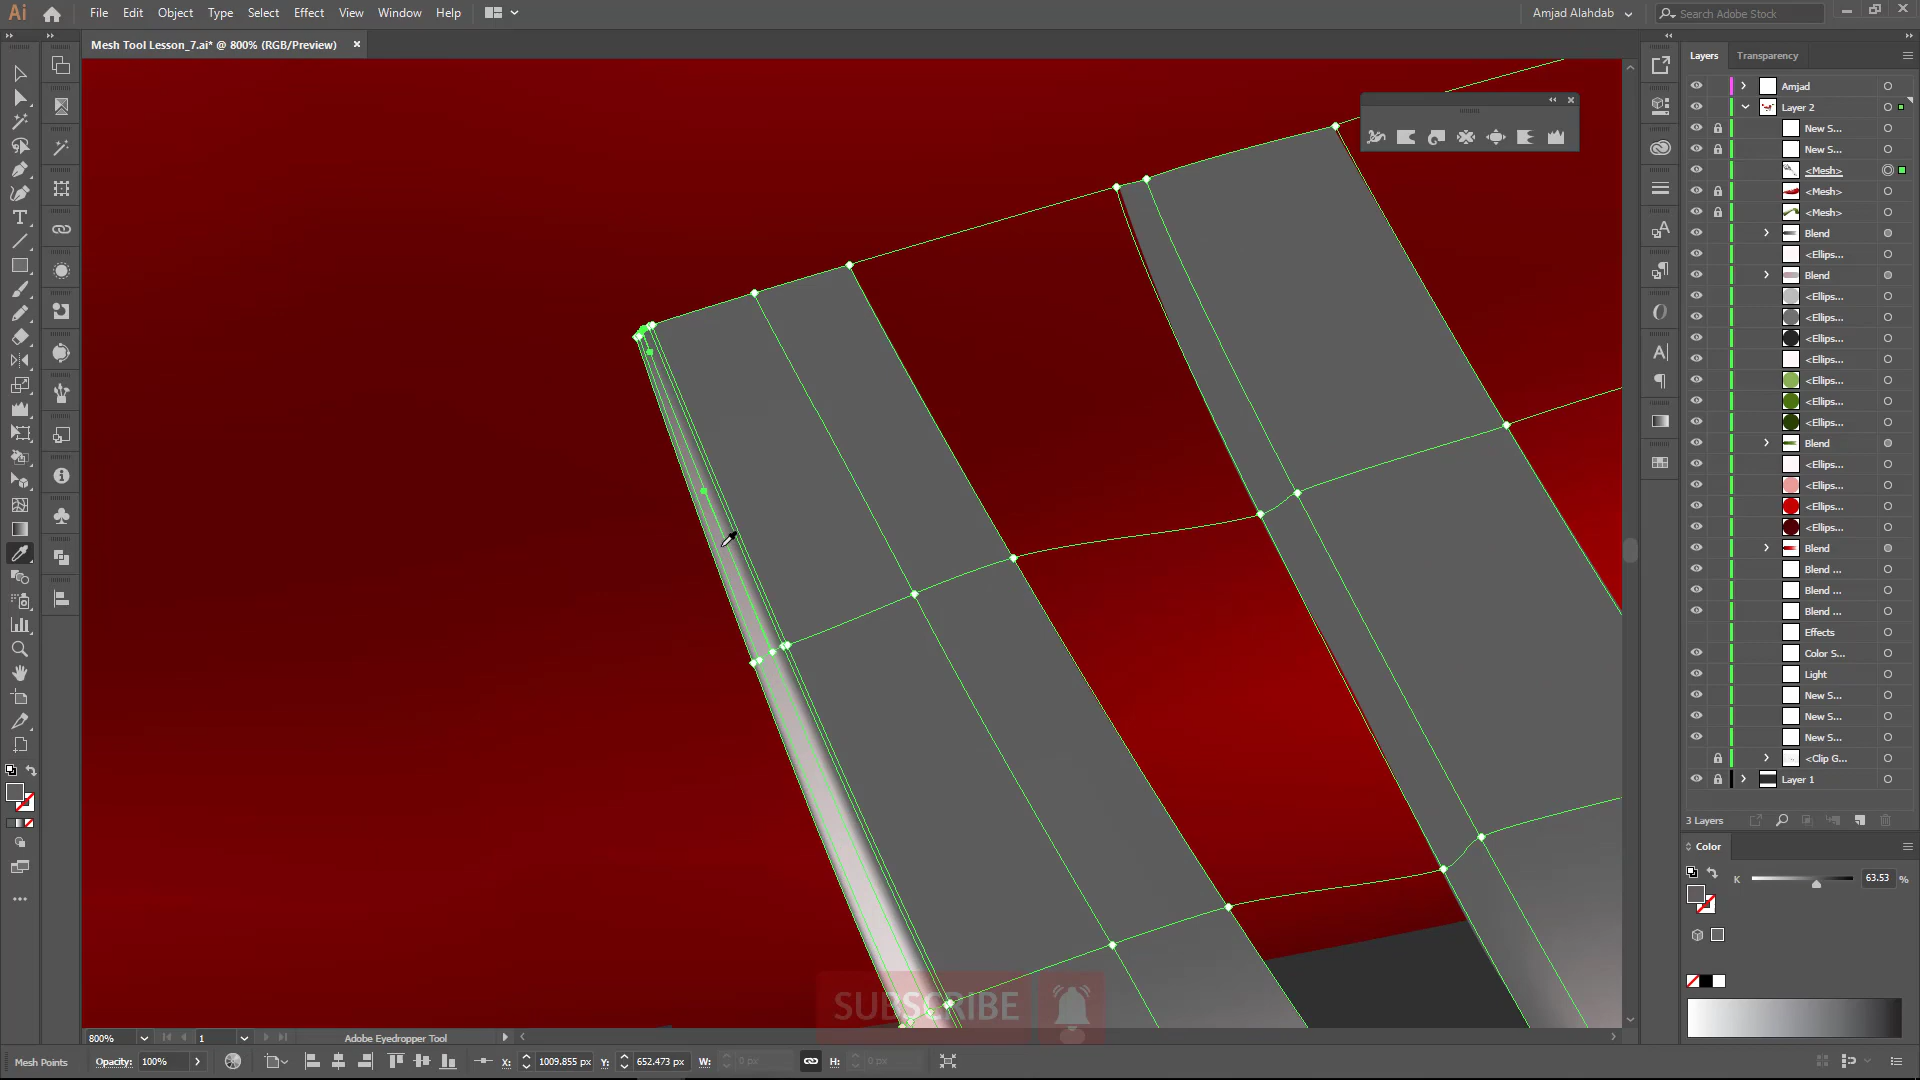 Ai File Edit Object Type Select Effect View Window Help Amjad Alahdab Search Adobe Stock
Mesh Tool Lesson_7.ai* @ 800% (RGB/Preview) ×
Layers Transparency
Amjad
Layer 2
New S...
New S...
<Mesh>
<Mesh>
<Mesh>
Blend
<Ellips...
Blend
<Ellips...
<Ellips...
<Ellips...
<Ellips...
<Ellips...
<Ellips...
<Ellips...
Blend
<Ellips...
<Ellips...
<Ellips...
<Ellips...
Blend
Blend ...
Blend ...
Blend ...
Effects
Color S...
Light
New S...
New S...
New S...
<Clip G...
Layer 1
3 Layers
Color
K 63.53 %
SUBSCRIBE
800% 1 Adobe Eyedropper Tool
Mesh Points Opacity: 100% X: 1009.855 px Y: 652.473 px W: 0 px H: 0 px